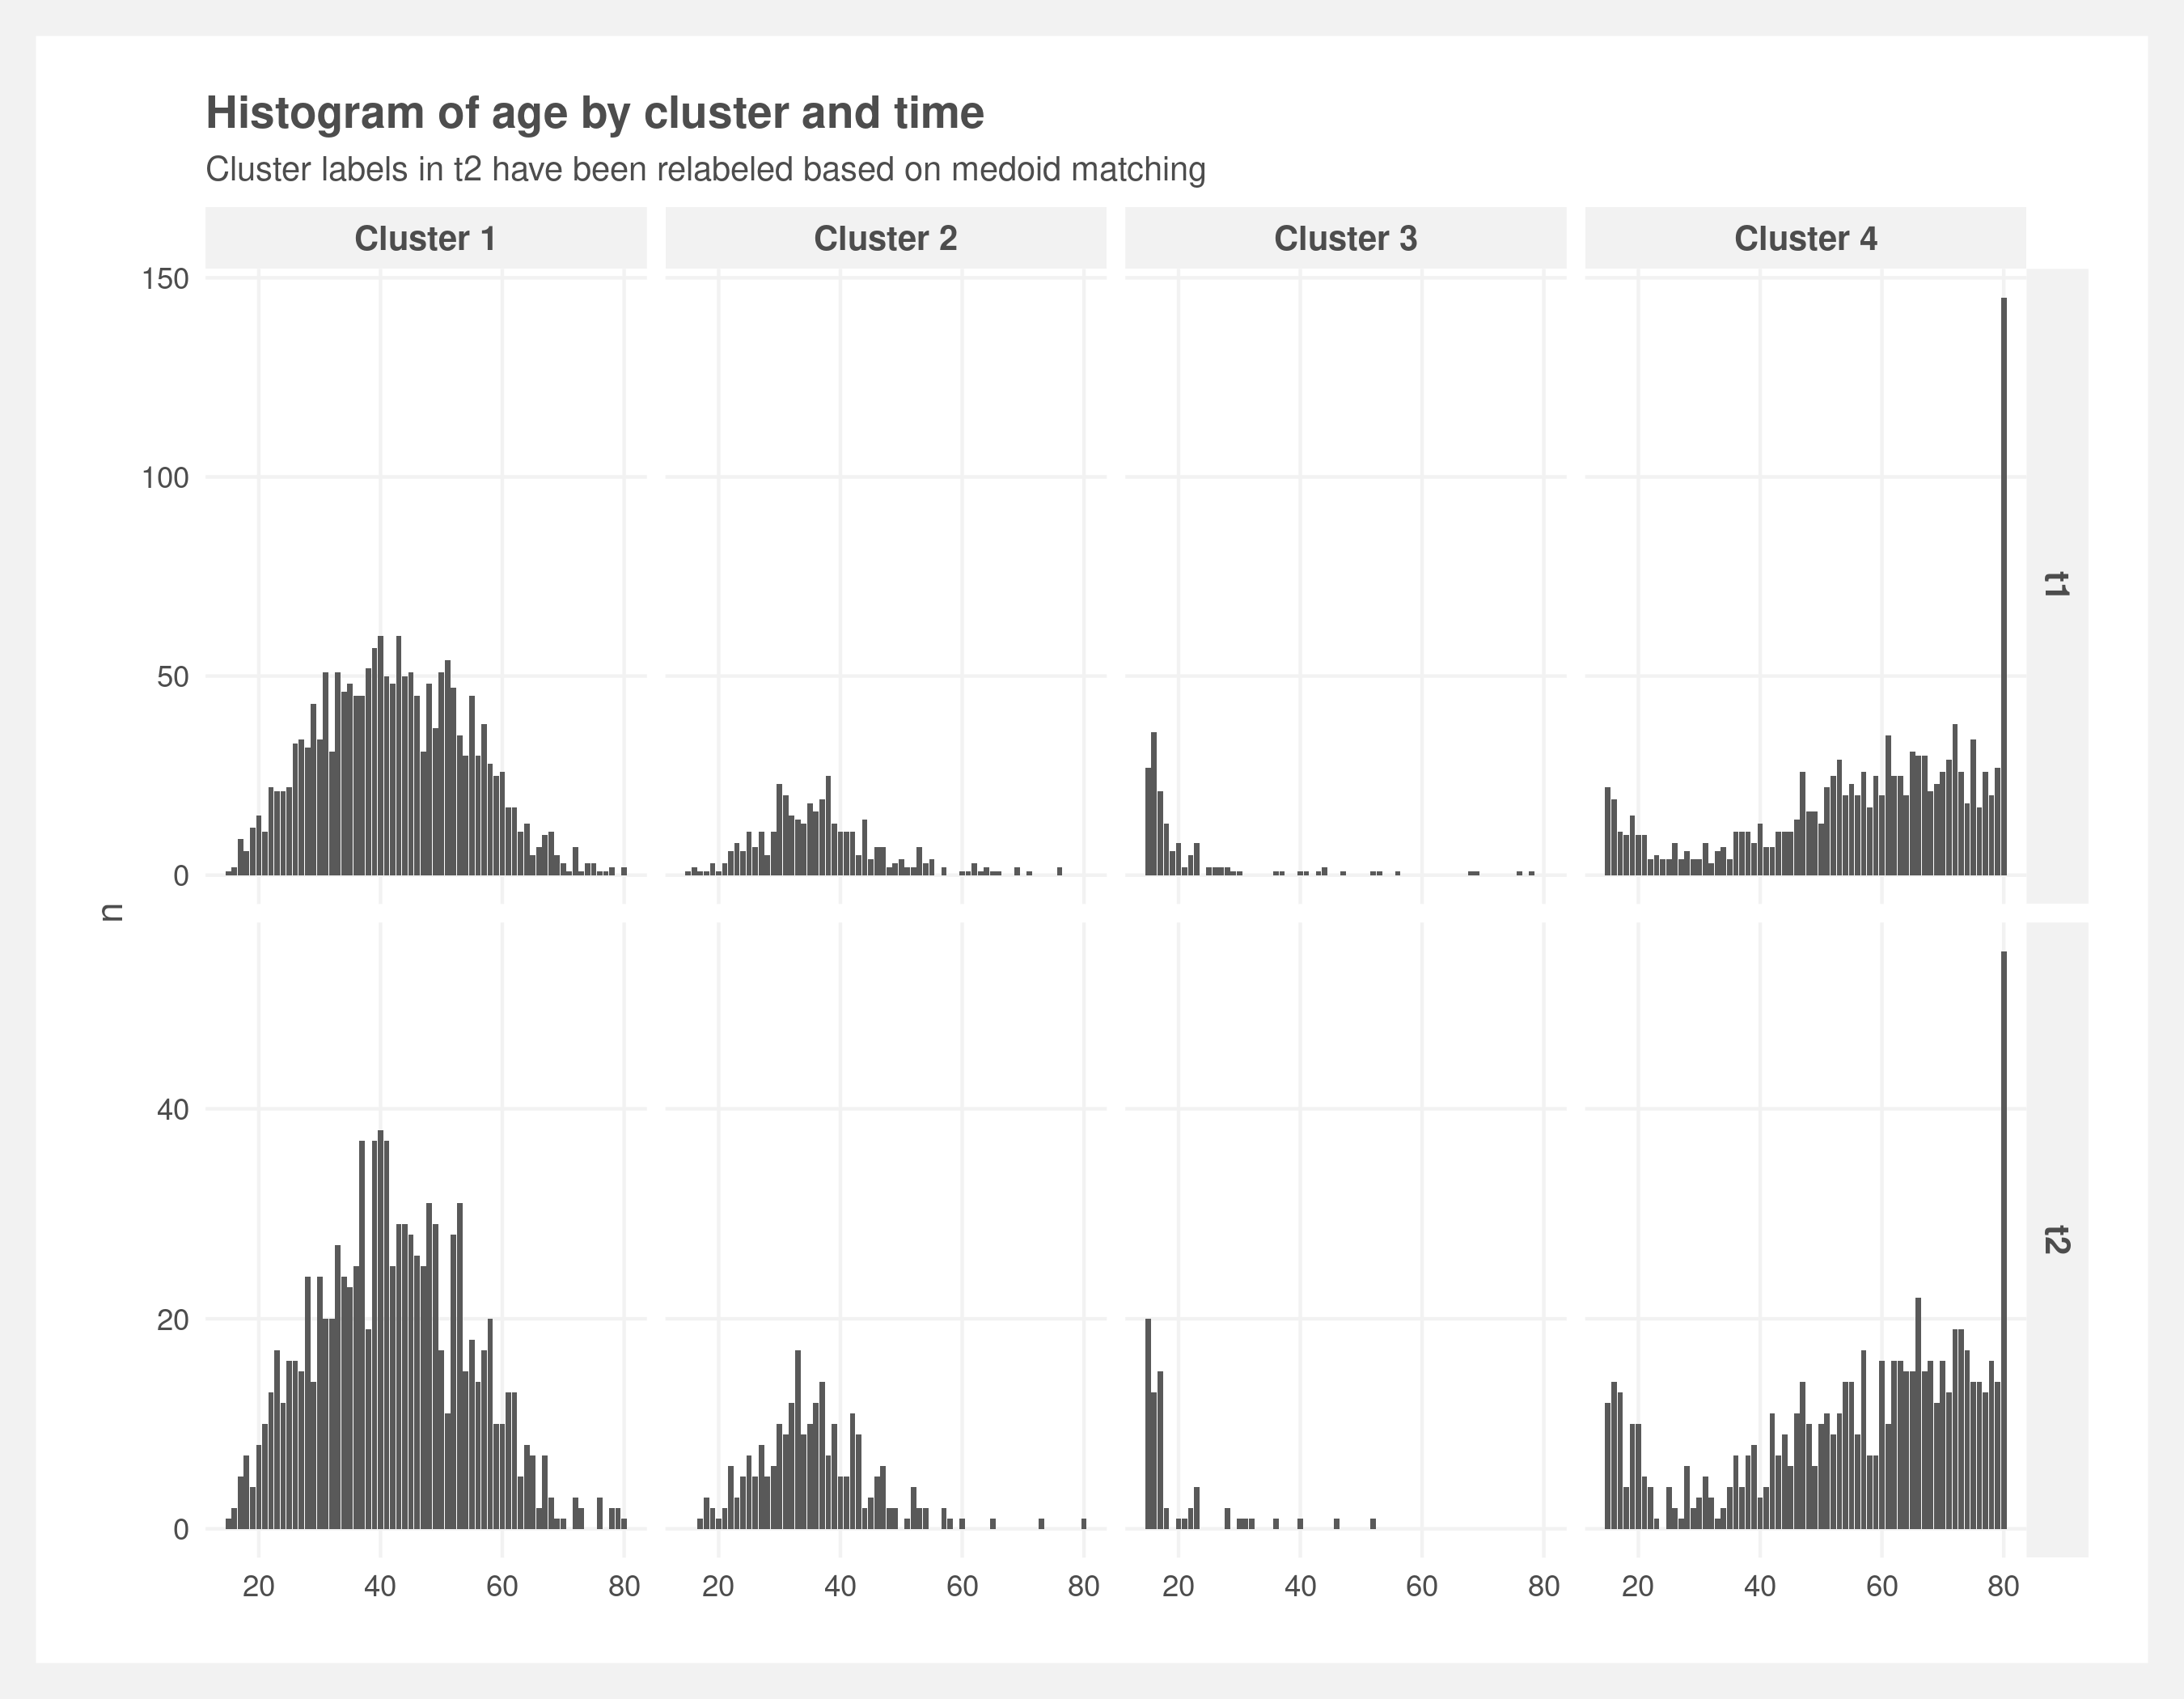 Histogram of age by cluster and time
Cluster labels in t2 have been relabeled based on medoid matching
Cluster 1 Cluster 2 Cluster 3 Cluster 4
150
100
50
0
t1
n
40
20
0
t2
20 40 60 80 20 40 60 80 20 40 60 80 20 40 60 80